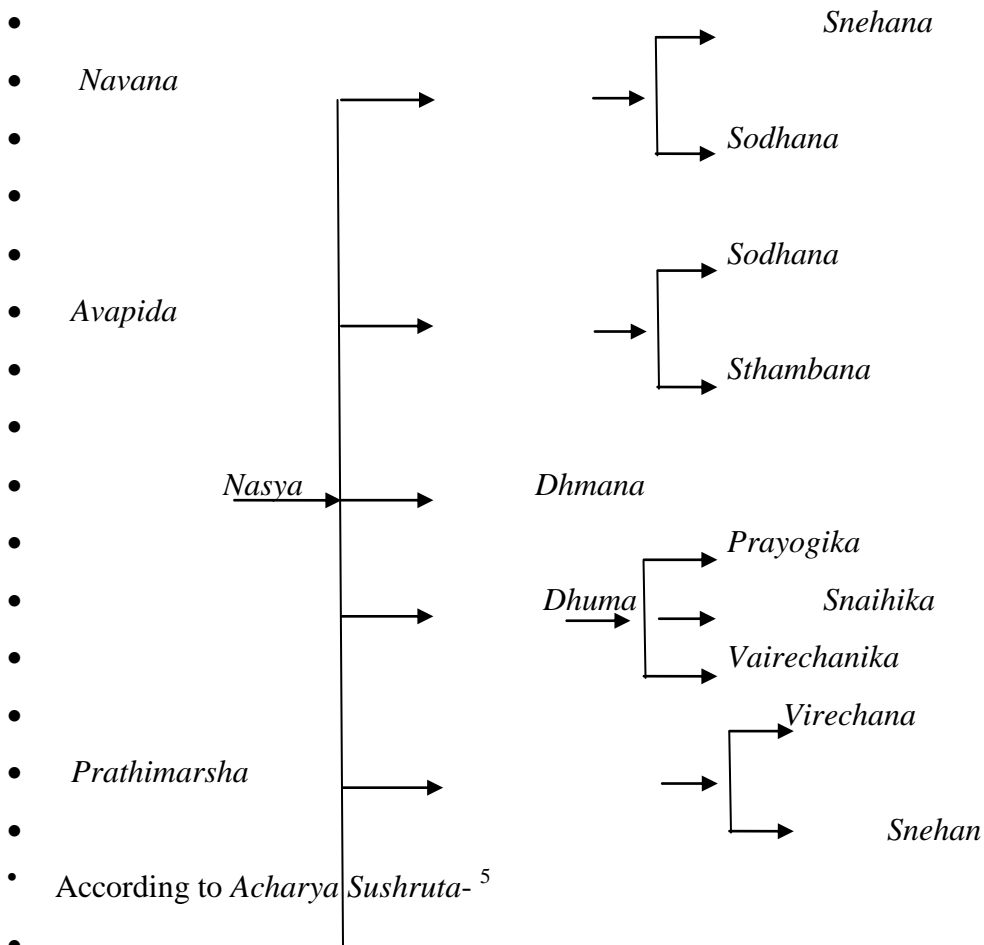 Snehana
Navana
Sodhana
Sodhana
Avapida
Sthambana
Nasya Dhmana
Prayogika
Dhuma Snaihika
Vairechanika
Virechana
Prathimarsha
Snehan
According to Acharya Sushruta- 5